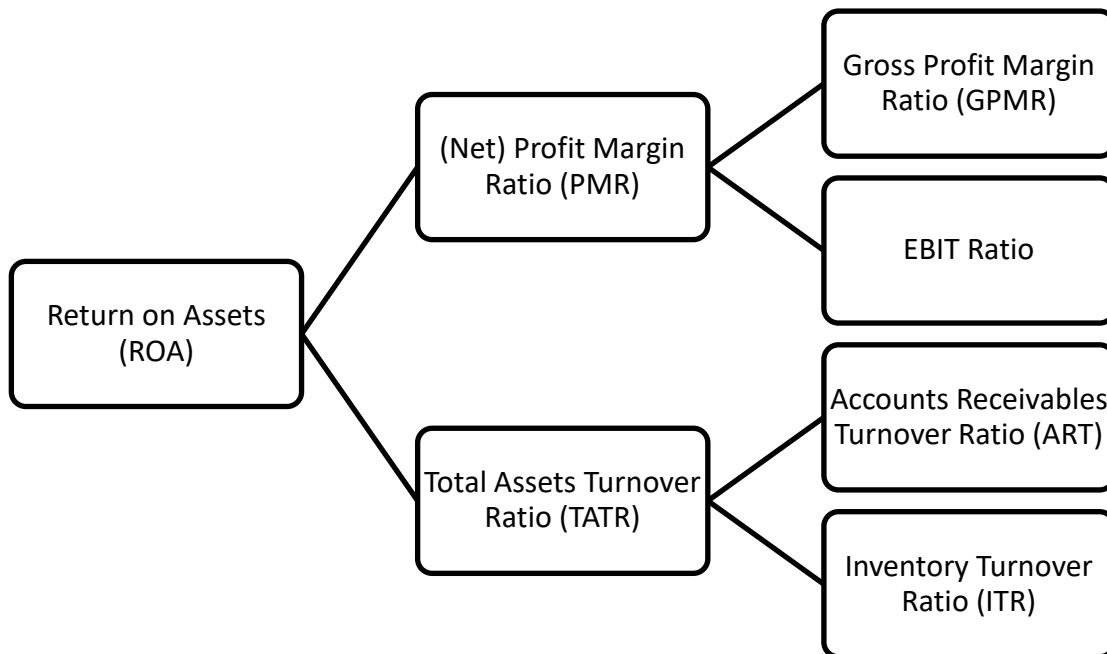 Gross Profit Margin
Ratio (GPMR)
(Net) Profit Margin
Ratio (PMR)
EBIT Ratio
Return on Assets
(ROA)
Accounts Receivables
Turnover Ratio (ART)
Total Assets Turnover
Ratio (TATR)
Inventory Turnover
Ratio (ITR)